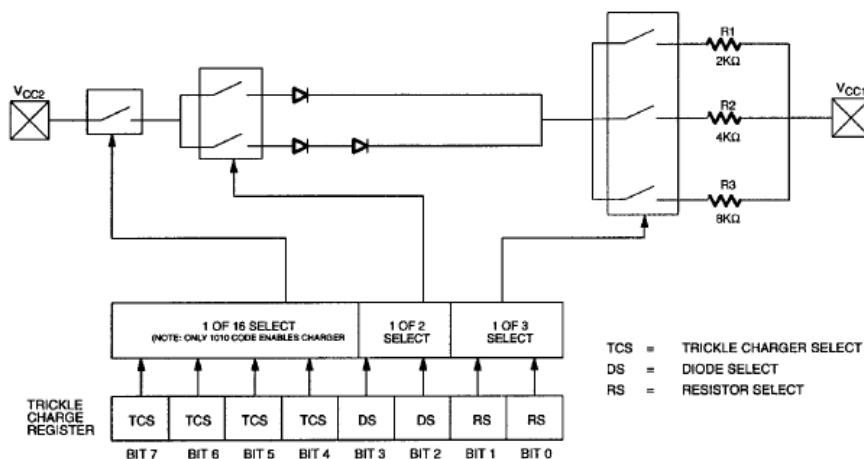 R1
2KΩ
VCC2
VCC1
R2
4KΩ
R3
8KΩ
1 OF 16 SELECT
(NOTE: ONLY 1010 CODE ENABLES CHARGER
1 OF 2
SELECT
1 OF 3
SELECT
TCS = TRICKLE CHARGER SELECT
DS = DIODE SELECT
RS = RESISTOR SELECT
TRICKLE
CHARGE
REGISTER
TCS TCS TCS TCS DS DS RS RS
BIT 7 BIT 6 BIT 5 BIT 4 BIT 3 BIT 2 BIT 1 BIT 0